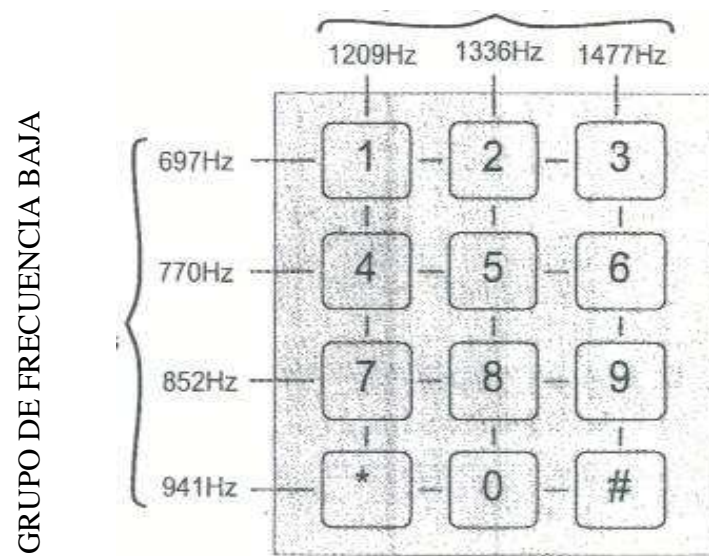 GRUPO DE FRECUENCIA BAJA
1209Hz 1336Hz 1477Hz
697Hz 1 2 3
770Hz 4 5 6
852Hz 7 8 9
941Hz * 0 #